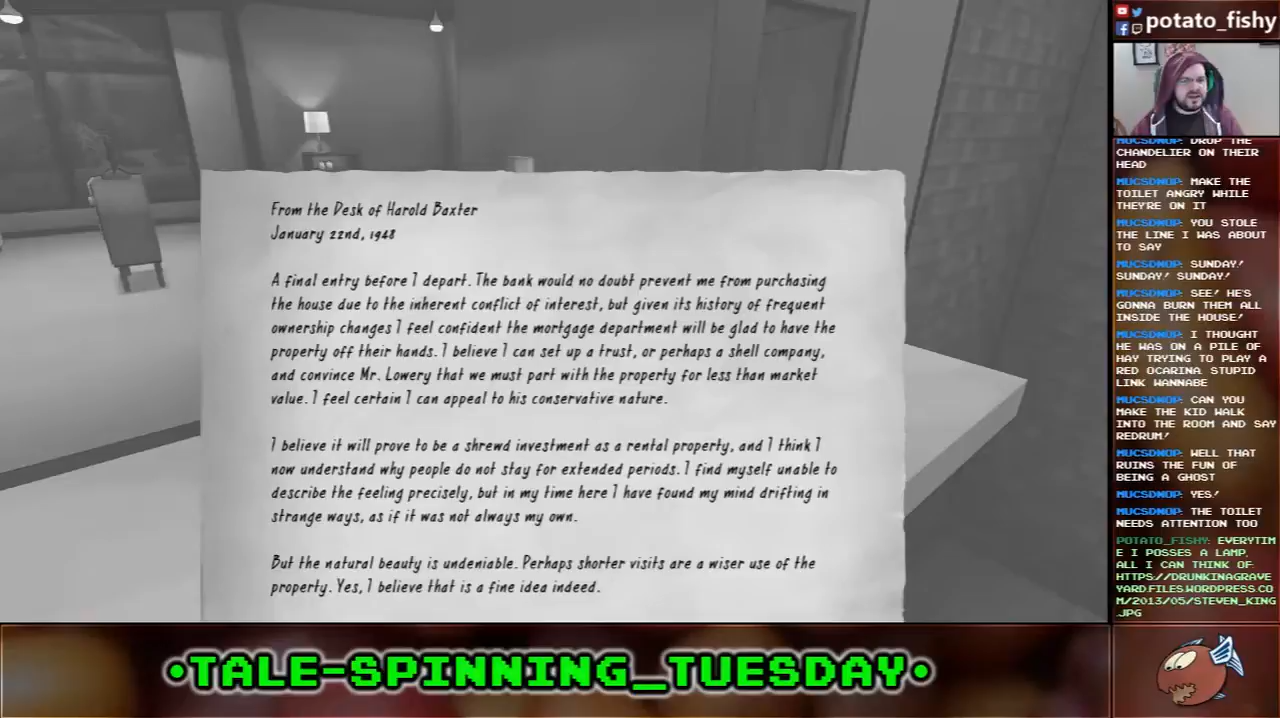 From the Desk of Harold Baxter
January 22nd, 1948
A final entry before I depart. The bank would no doubt prevent me from purchasing
the house due to the inherent conflict of interest, but given its history of frequent
ownership changes I feel confident the mortgage department will be glad to have the
property off their hands. I believe I can set up a trust, or perhaps a shell company,
and convince Mr. Lowery that we must part with the property for less than market
value. I feel certain I can appeal to his conservative nature.
I believe it will prove to be a shrewd investment as a rental property, and I think I
now understand why people do not stay for extended periods. I find myself unable to
describe the feeling precisely, but in my time here I have found my mind drifting in
strange ways, as if it was not always my own.
But the natural beauty is undeniable. Perhaps shorter visits are a wiser use of the
property. Yes, I believe that is a fine idea indeed.
potato_fishy
MUCSDNUP: DROP THE
CHANDELIER ON THEIR
HEAD
MUCSDNUP: MAKE THE
TOILET ANGRY WHILE
THEY'RE ON IT
MUCSDNUP: YOU STOLE
THE LINE I WAS ABOUT
TO SAY
MUCSDNUP: SUNDAY!
SUNDAY! SUNDAY!
MUCSDNUP: SEE! HE'S
GONNA BURN THEM ALL
INSIDE THE HOUSE!
MUCSDNUP: I THOUGHT
HE WAS ON A PILE OF
HAY TRYING TO PLAY A
RED OCARINA STUPID
LINK WANNABE
MUCSDNUP: CAN YOU
MAKE THE KID WALK
INTO THE ROOM AND SAY
REDRUM!
MUCSDNUP: WELL THAT
RUINS THE FUN OF
BEING A GHOST
MUCSDNUP: YES!
MUCSDNUP: THE TOILET
NEEDS ATTENTION TOO
POTATO_FISHY: EVERYTIM
E I POSSES A LAMP,
ALL I CAN THINK OF:
HTTPS://DRUNKINAGRAVE
YARD.FILES.WORDPRESS.CO
M/2013/05/STEVEN_KING
.JPG
•TALE-SPINNING_TUESDAY•